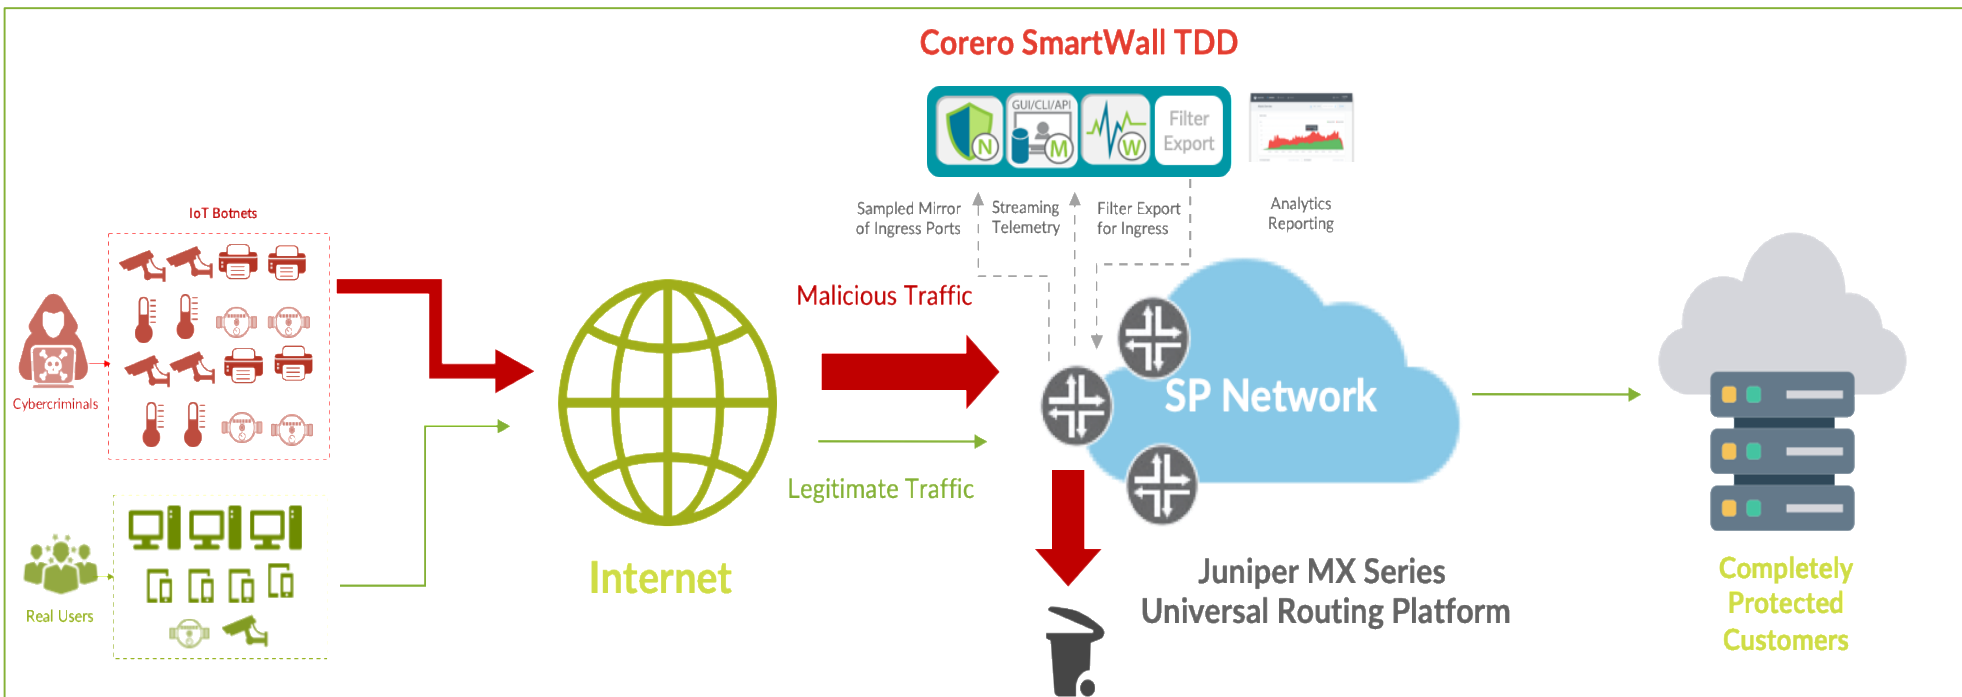 Corero SmartWall TDD
GUI/CLI/API
N
M
W
Filter
Export
Sampled Mirror
of Ingress Ports
Streaming
Telemetry
Filter Export
for Ingress
Analytics
Reporting
IoT Botnets
Cybercriminals
Real Users
Internet
Malicious Traffic
Legitimate Traffic
SP Network
Juniper MX Series
Universal Routing Platform
Completely
Protected
Customers